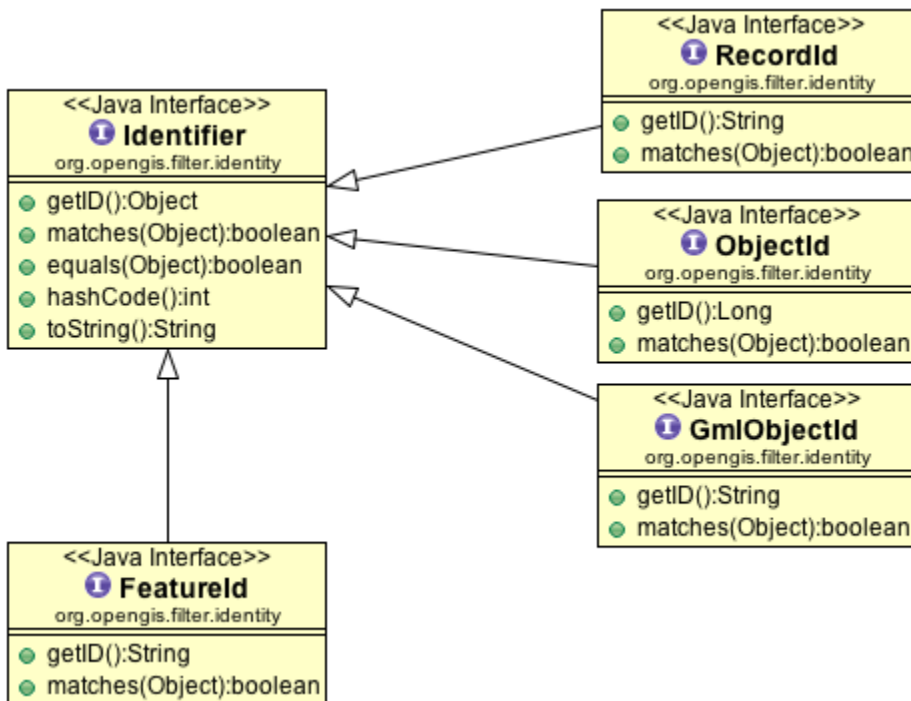 <<Java Interface>>
I Identifier
org.opengis.filter.identity
getID():Object
matches(Object):boolean
equals(Object):boolean
hashCode():int
toString():String
<<Java Interface>>
I FeatureId
org.opengis.filter.identity
getID():String
matches(Object):boolean
<<Java Interface>>
I RecordId
org.opengis.filter.identity
getID():String
matches(Object):boolean
<<Java Interface>>
I ObjectId
org.opengis.filter.identity
getID():Long
matches(Object):boolean
<<Java Interface>>
I GmlObjectId
org.opengis.filter.identity
getID():String
matches(Object):boolean